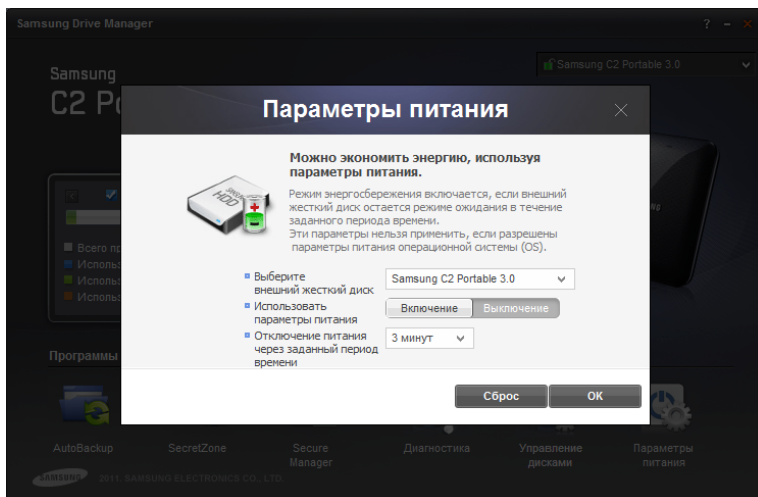 Samsung Drive Manager
? - ×
Samsung
Samsung C2 Portable 3.0
C2 Po
Параметры питания
Можно экономить энергию, используя
параметры питания.
Режим энергосбережения включается, если внешний
жесткий диск остается режиме ожидания в течение
заданного периода времени.
Эти параметры нельзя применить, если разрешены
параметры питания операционной системы (OS).
SAMSUNG
HDD
Всего пр
Использ
Использ
Использ
Выберите
внешний жесткий диск
Samsung C2 Portable 3.0
Использовать
параметры питания
Включение
Выключение
Отключение питания
через заданный период
времени
3 минут
Сброс
ОК
Программы
AutoBackup
SecretZone
Secure
Manager
Диагностика
Управление
дисками
Параметры
питания
SAMSUNG
2011. SAMSUNG ELECTRONICS CO., LTD.